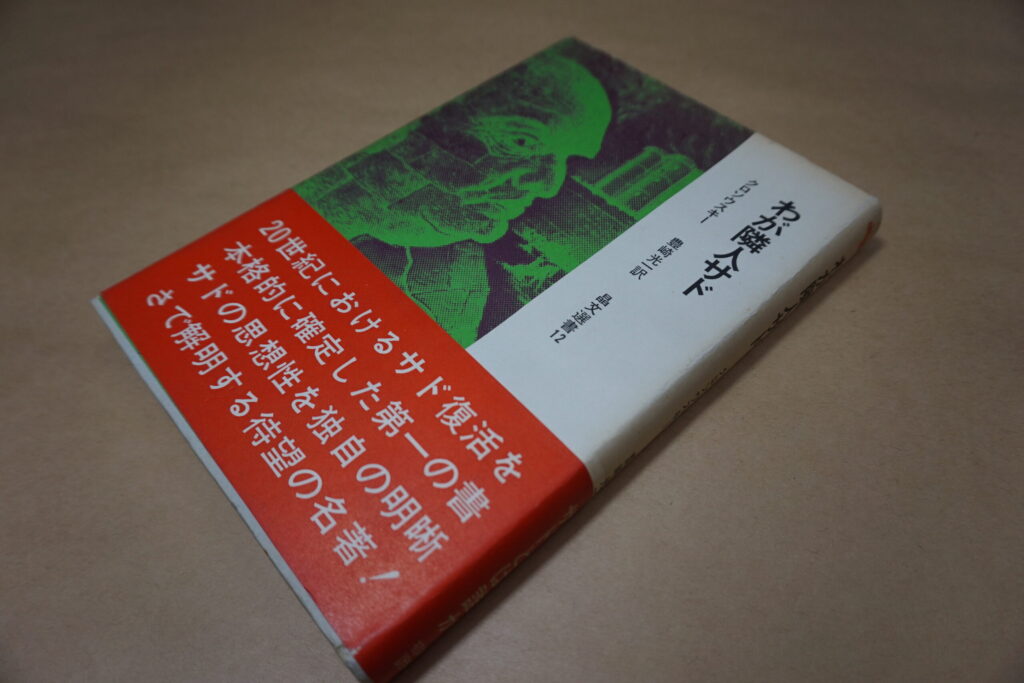 わが隣人サド
クロソウスキー
豊崎光一訳
晶文選書12
20世紀におけるサド復活を
本格的に確定した第一の書
サドの思想性を独自の明晰
さで解明する待望の名著!